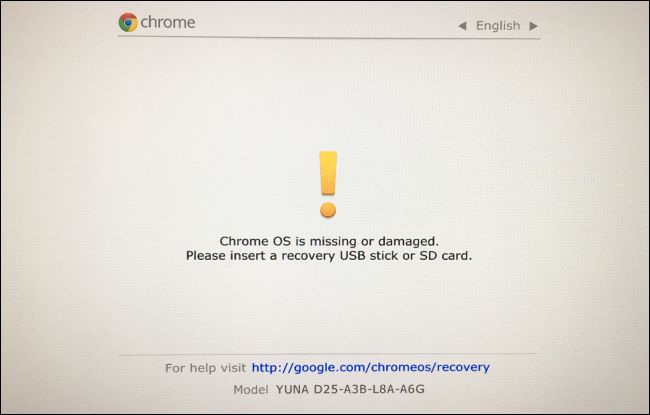 chrome
◀ English ▶
Chrome OS is missing or damaged.
Please insert a recovery USB stick or SD card.
For help visit http://google.com/chromeos/recovery
Model YUNA D25-A3B-L8A-A6G